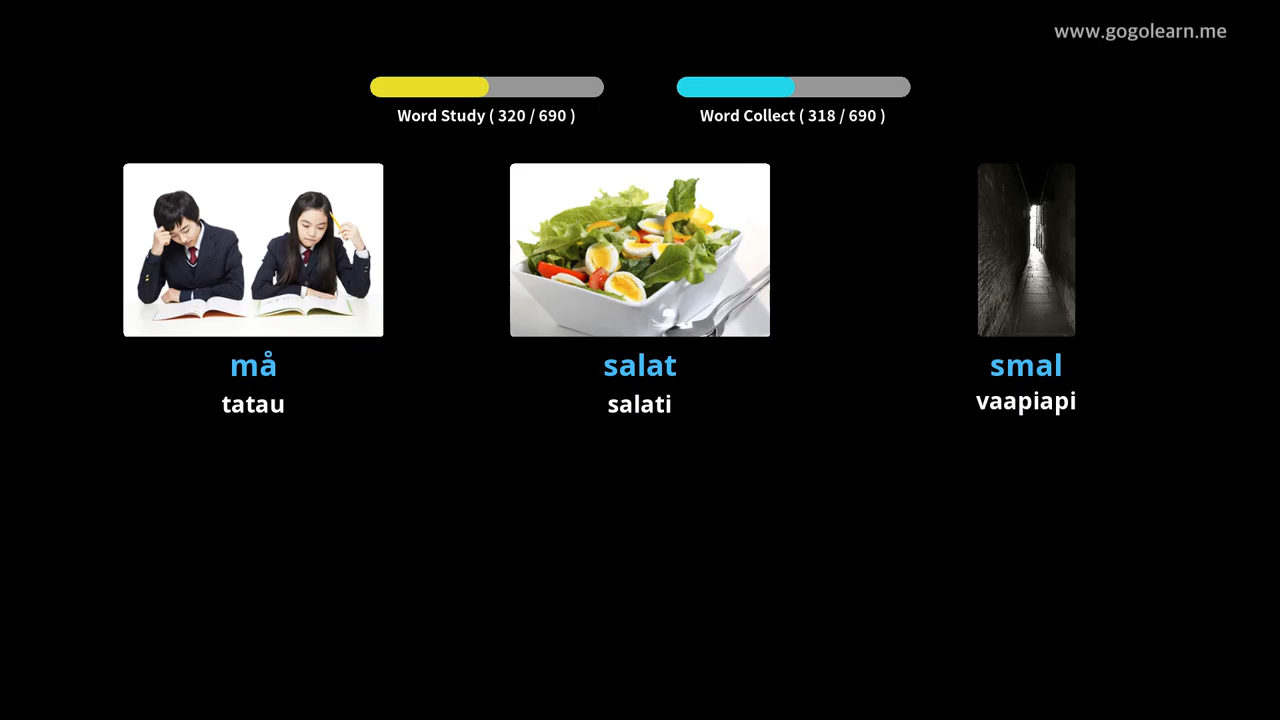 www.gogolearn.me
Word Study ( 320 / 690 )
Word Collect ( 318 / 690 )
må
salat
smal
tatau
salati
vaapiapi